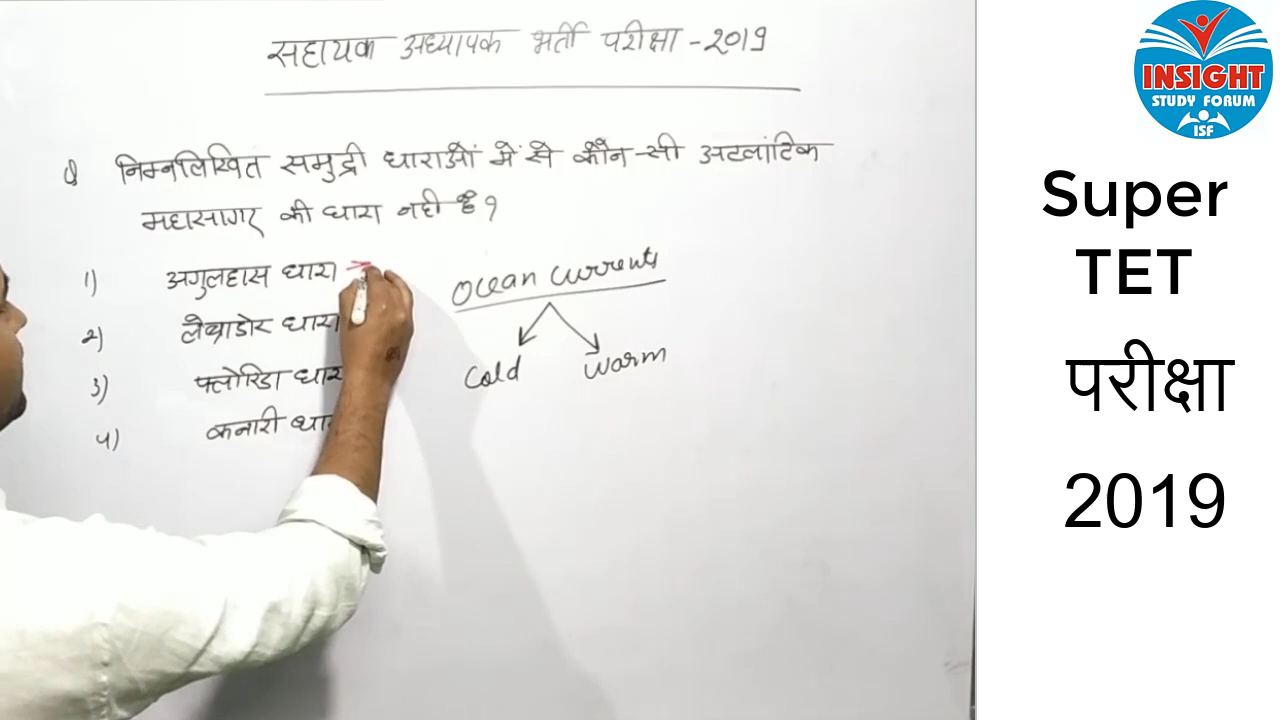 सहायक अध्यापक भर्ती परीक्षा - 2019
Q निम्नलिखित समुद्री धाराओं में से कौन-सी अटलांटिक
महासागर की धारा नही है?
1) अगुलहास धारा
2) लेब्राडोर धारा
3) फ्लोरिडा धारा
4) कनारी धारा
Ocean Currents
Cold Warm
INSIGHT
STUDY FORUM
ISF
Super
TET
परीक्षा
2019